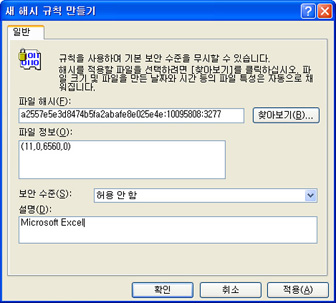 새 해시 규칙 만들기
일반
규칙을 사용하여 기본 보안 수준을 무시할 수 있습니다.
해시를 적용할 파일을 선택하려면 [찾아보기]를 클릭하십시오. 파
일 크기 및 파일을 만든 날짜와 시간 등의 파일 특성은 자동으로 채
워집니다.
파일 해시(F):
a2557e5e3d8474b5fa2abafe8e025e4e:10095808:3277
찾아보기(B)...
파일 정보(O):
(11,0,6560,0)
보안 수준(S):
허용 안 함
설명(D):
Microsoft Excel
확인
취소
적용(A)